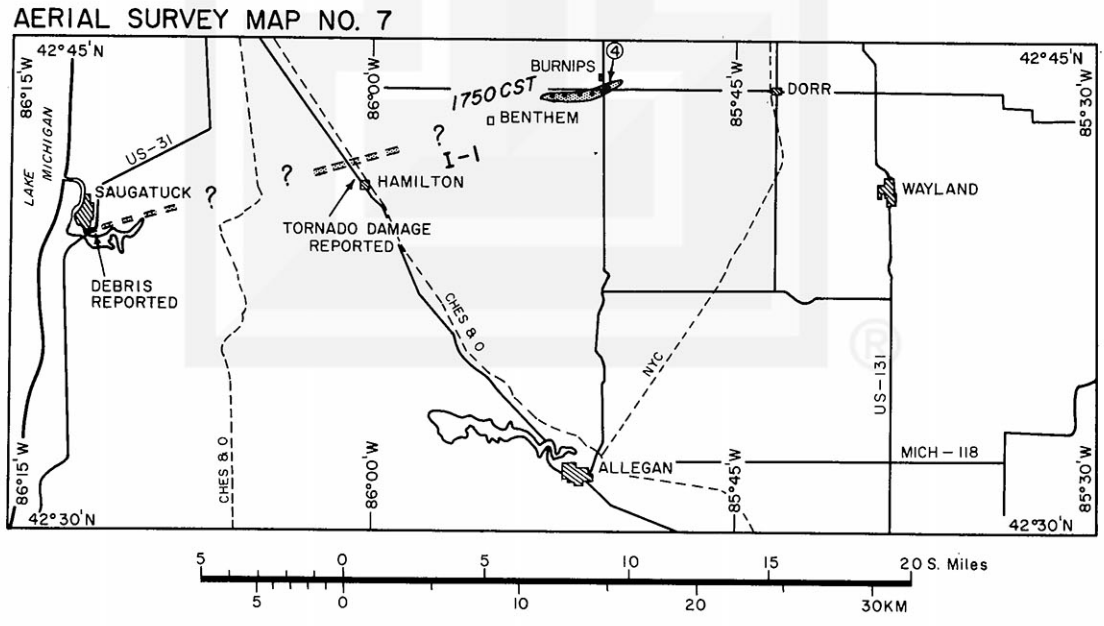 AERIAL SURVEY MAP NO. 7
42°45'N
42°45'N
86°15'W
86°00'W
85°45'W
85°30'W
④
BURNIPS
1750 CST
DORR
BENTHEM
?
I-1
US-31
LAKE MICHIGAN
SAUGATUCK
?
?
HAMILTON
WAYLAND
TORNADO DAMAGE
REPORTED
DEBRIS
REPORTED
CHES & O
NYC
US-131
CHES & O
MICH-118
ALLEGAN
86°15'W
86°00'W
85°45'W
85°30'W
42°30'N
42°30'N
5 0 5 10 15 20 S. Miles
5 0 10 20 30KM
®